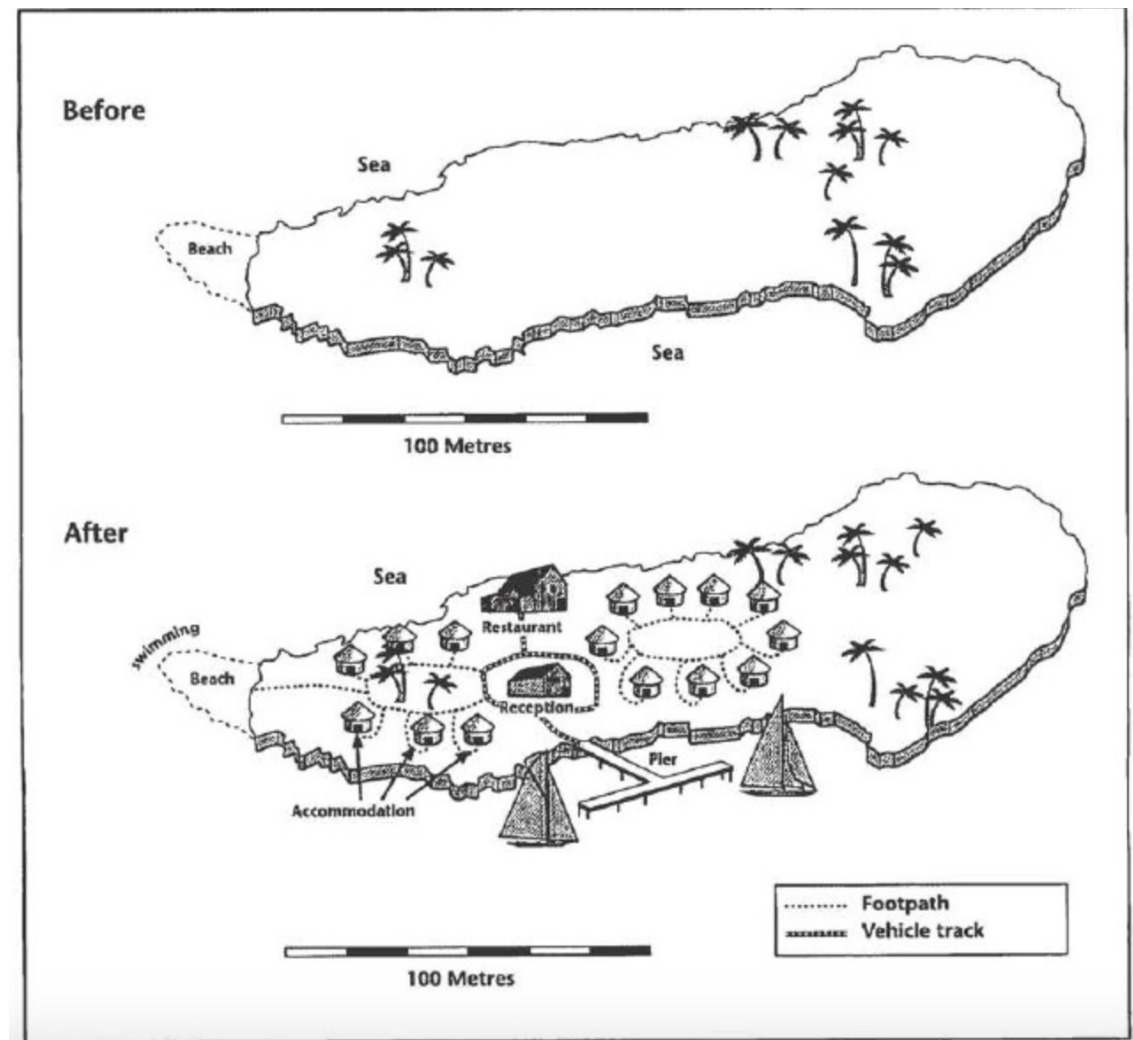 Before
Sea
Beach
Sea
100 Metres
After
Sea
swimming
Restaurant
Beach
Reception
Pier
Accommodation
Footpath
Vehicle track
100 Metres